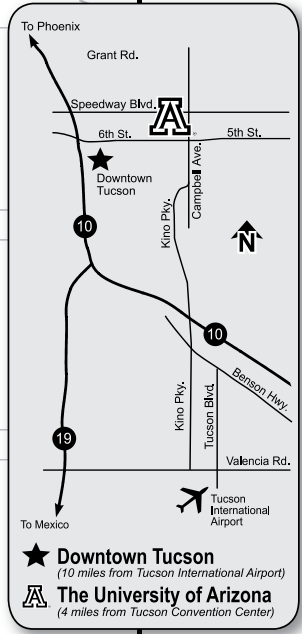 To Phoenix
Grant Rd.
Speedway Blvd.
A
6th St.
5th St.
Downtown
Tucson
Campbell Ave.
Kino Pky.
10
N
10
Benson Hwy.
Kino Pky.
Tucson Blvd.
19
Valencia Rd.
Tucson
International
Airport
To Mexico
Downtown Tucson
(10 miles from Tucson International Airport)
A The University of Arizona
(4 miles from Tucson Convention Center)